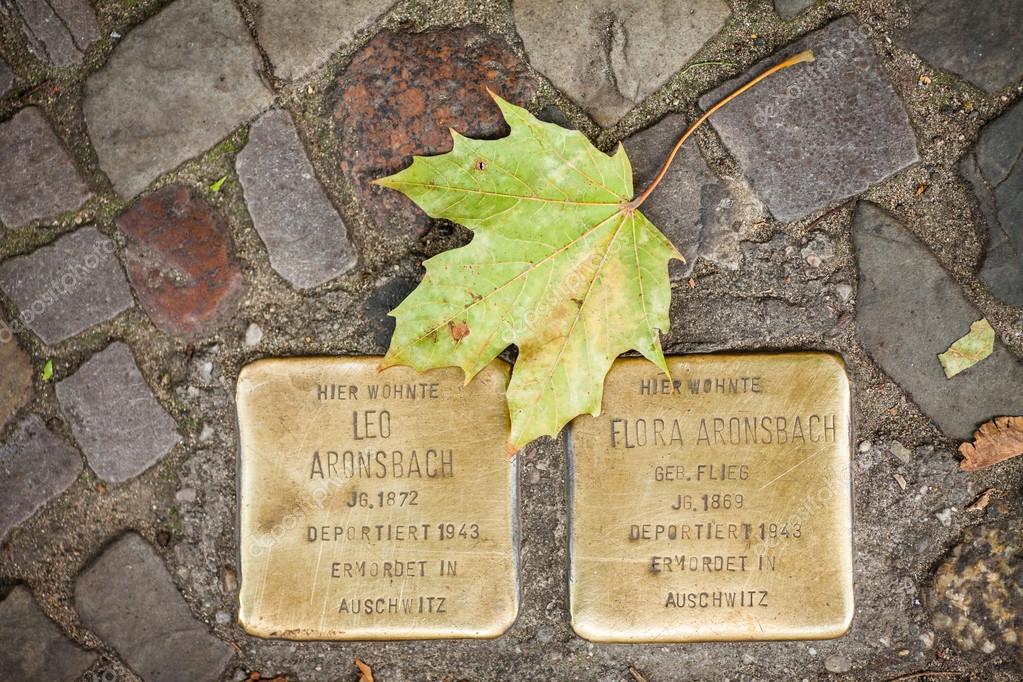 HIER WOHNTE
LEO
ARONSBACH
JG. 1872
DEPORTIERT 1943
ERMORDET IN
AUSCHWITZ
HIER WOHNTE
FLORA ARONSBACH
GEB. FLIEG
JG. 1869
DEPORTIERT 1943
ERMORDET IN
AUSCHWITZ
depositphotos